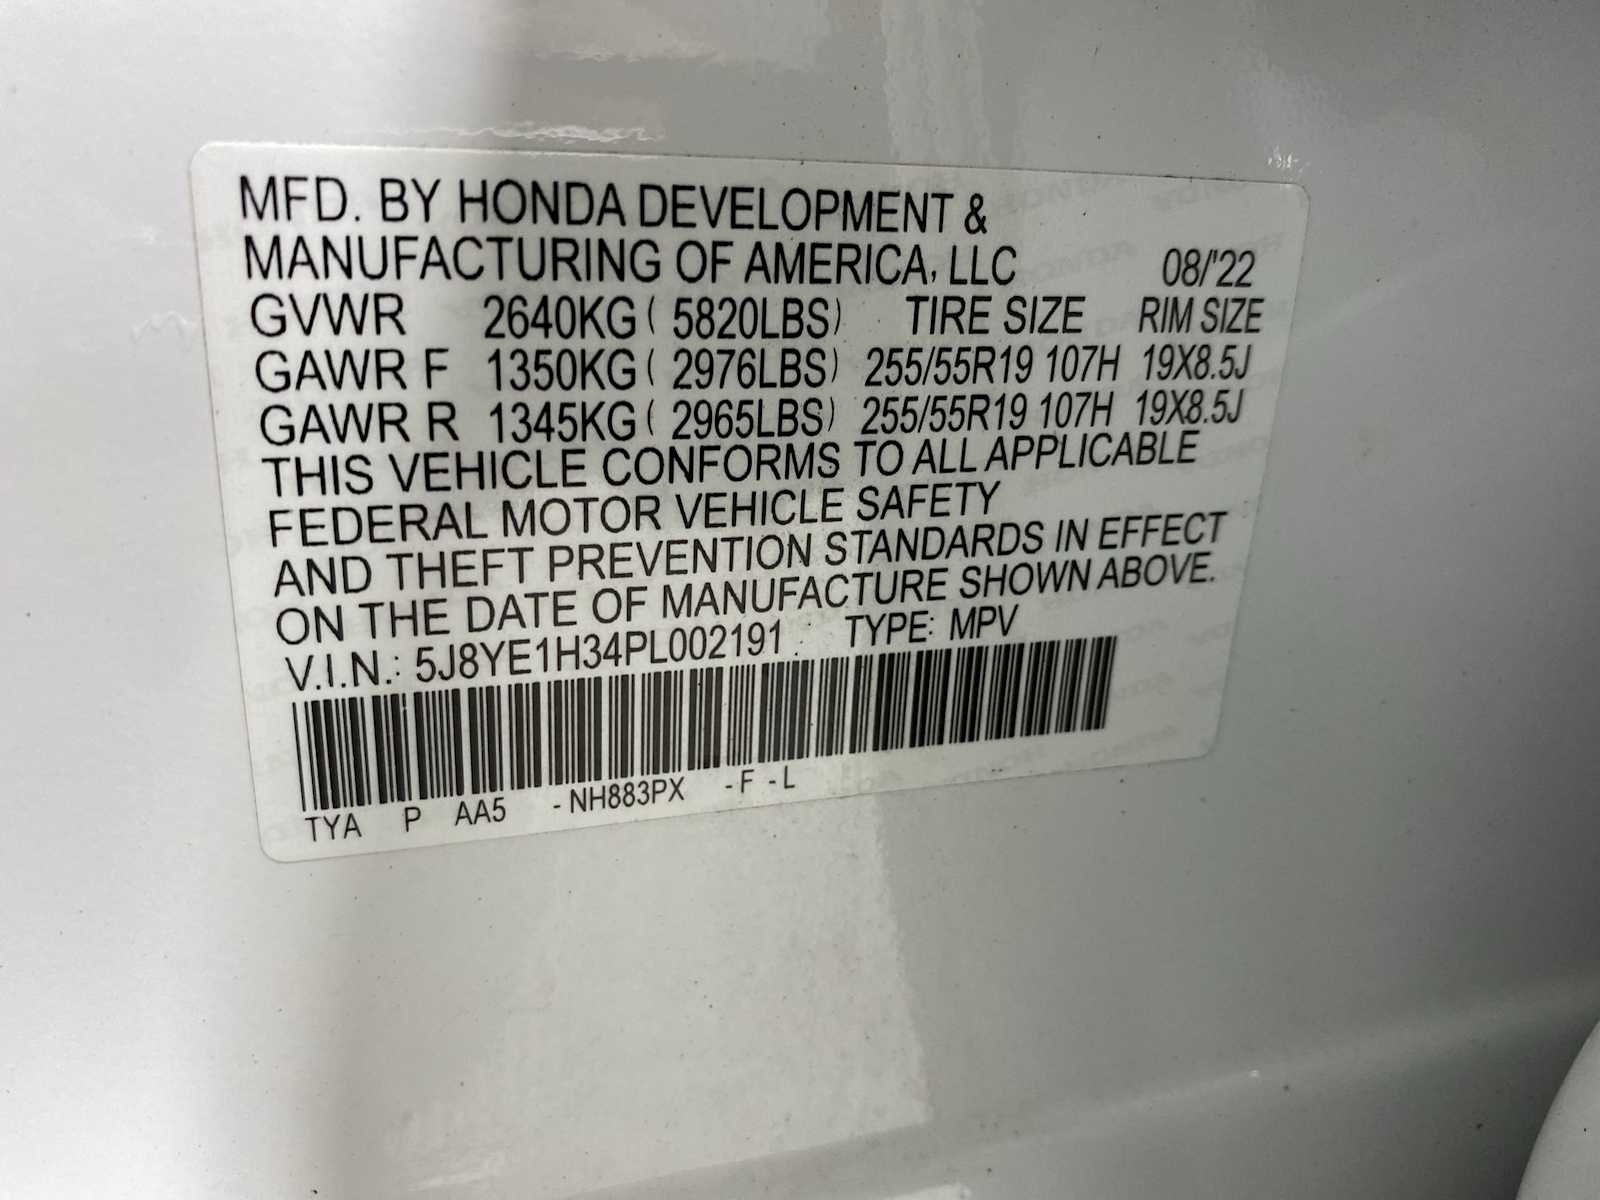 MFD. BY HONDA DEVELOPMENT &
MANUFACTURING OF AMERICA, LLC 08/'22
GVWR 2640KG ( 5820LBS) TIRE SIZE RIM SIZE
GAWR F 1350KG ( 2976LBS) 255/55R19 107H 19X8.5J
GAWR R 1345KG ( 2965LBS) 255/55R19 107H 19X8.5J
THIS VEHICLE CONFORMS TO ALL APPLICABLE
FEDERAL MOTOR VEHICLE SAFETY
AND THEFT PREVENTION STANDARDS IN EFFECT
ON THE DATE OF MANUFACTURE SHOWN ABOVE.
V.I.N.: 5J8YE1H34PL002191 TYPE: MPV
TYA P AA5 -NH883PX -F -L